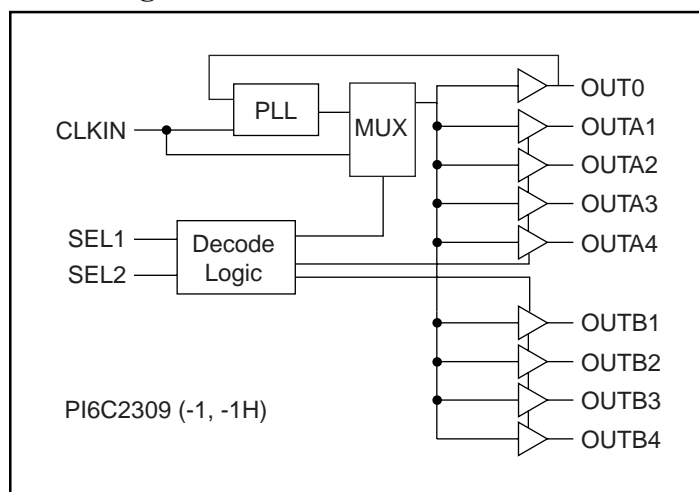 PLL
MUX
CLKIN
OUT0
OUTA1
OUTA2
OUTA3
OUTA4
SEL1
SEL2
Decode
Logic
OUTB1
OUTB2
OUTB3
OUTB4
PI6C2309 (-1, -1H)